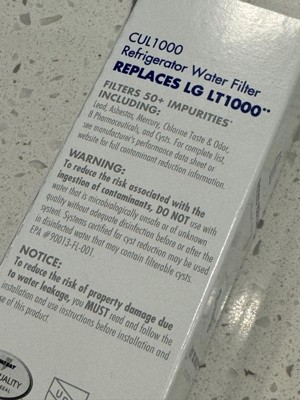 CUL1000
Refrigerator Water Filter
REPLACES LG LT1000**
FILTERS 50+ IMPURITIES*
INCLUDING:
Lead, Asbestos, Mercury, Chlorine Taste & Odor,
8 Pharmaceuticals, and Cysts. For complete list,
see manufacturer's performance data sheet or
website for full contaminant reduction information.
WARNING:
To reduce the risk associated with the
ingestion of contaminants, DO NOT use with
water that is microbiologically unsafe or of unknown
quality without adequate disinfection before or after the
system. Systems certified for cyst reduction may be used
in disinfected water that may contain filterable cysts.
EPA #90013-FL-001.
NOTICE:
To reduce the risk of property damage due
to water leakage, you MUST read and follow the
installation and use instructions before installation and
use of this product.
QUALITY
SEAL